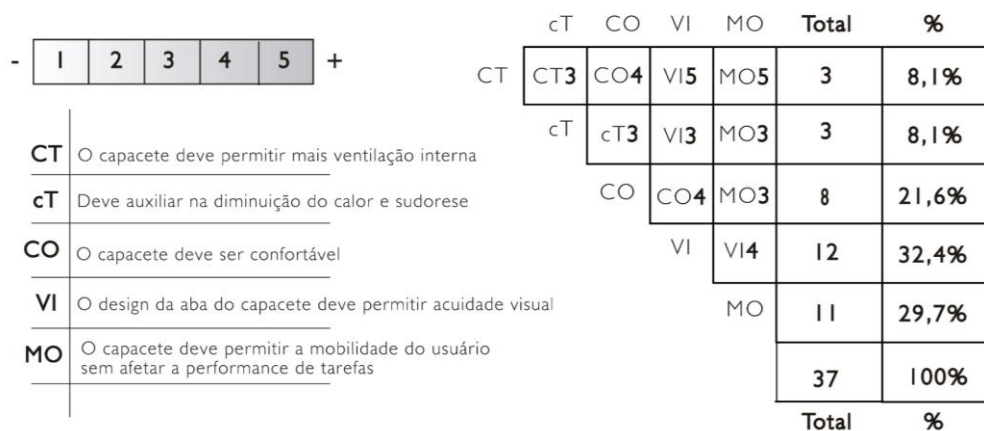 - 1 2 3 4 5 +
CT O capacete deve permitir mais ventilação interna
cT Deve auxiliar na diminuição do calor e sudorese
CO O capacete deve ser confortável
VI O design da aba do capacete deve permitir acuidade visual
MO O capacete deve permitir a mobilidade do usuário
sem afetar a performance de tarefas
cT CO VI MO Total %
CT CT3 CO4 VI5 MO5 3 8,1%
cT cT3 VI3 MO3 3 8,1%
CO CO4 MO3 8 21,6%
VI VI4 12 32,4%
MO 11 29,7%
37 100%
Total %